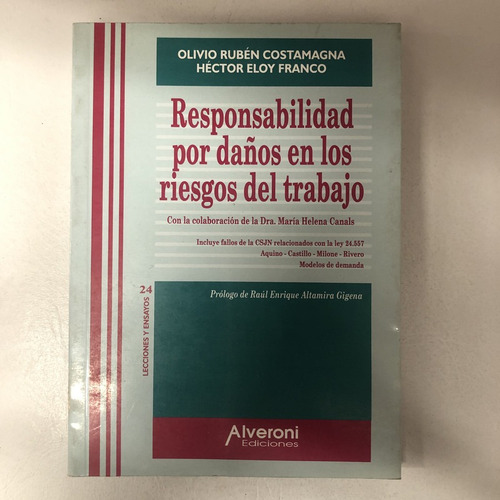 OLIVIO RUBÉN COSTAMAGNA
HÉCTOR ELOY FRANCO
Responsabilidad
por daños en los
riesgos del trabajo
Con la colaboración de la Dra. María Helena Canals
Incluye fallos de la CSJN relacionados con la ley 24.557
Aquino - Castillo - Milone - Rivero
Modelos de demanda
Prólogo de Raúl Enrique Altamira Gigena
24
LECCIONES Y ENSAYOS
Alveroni
Ediciones